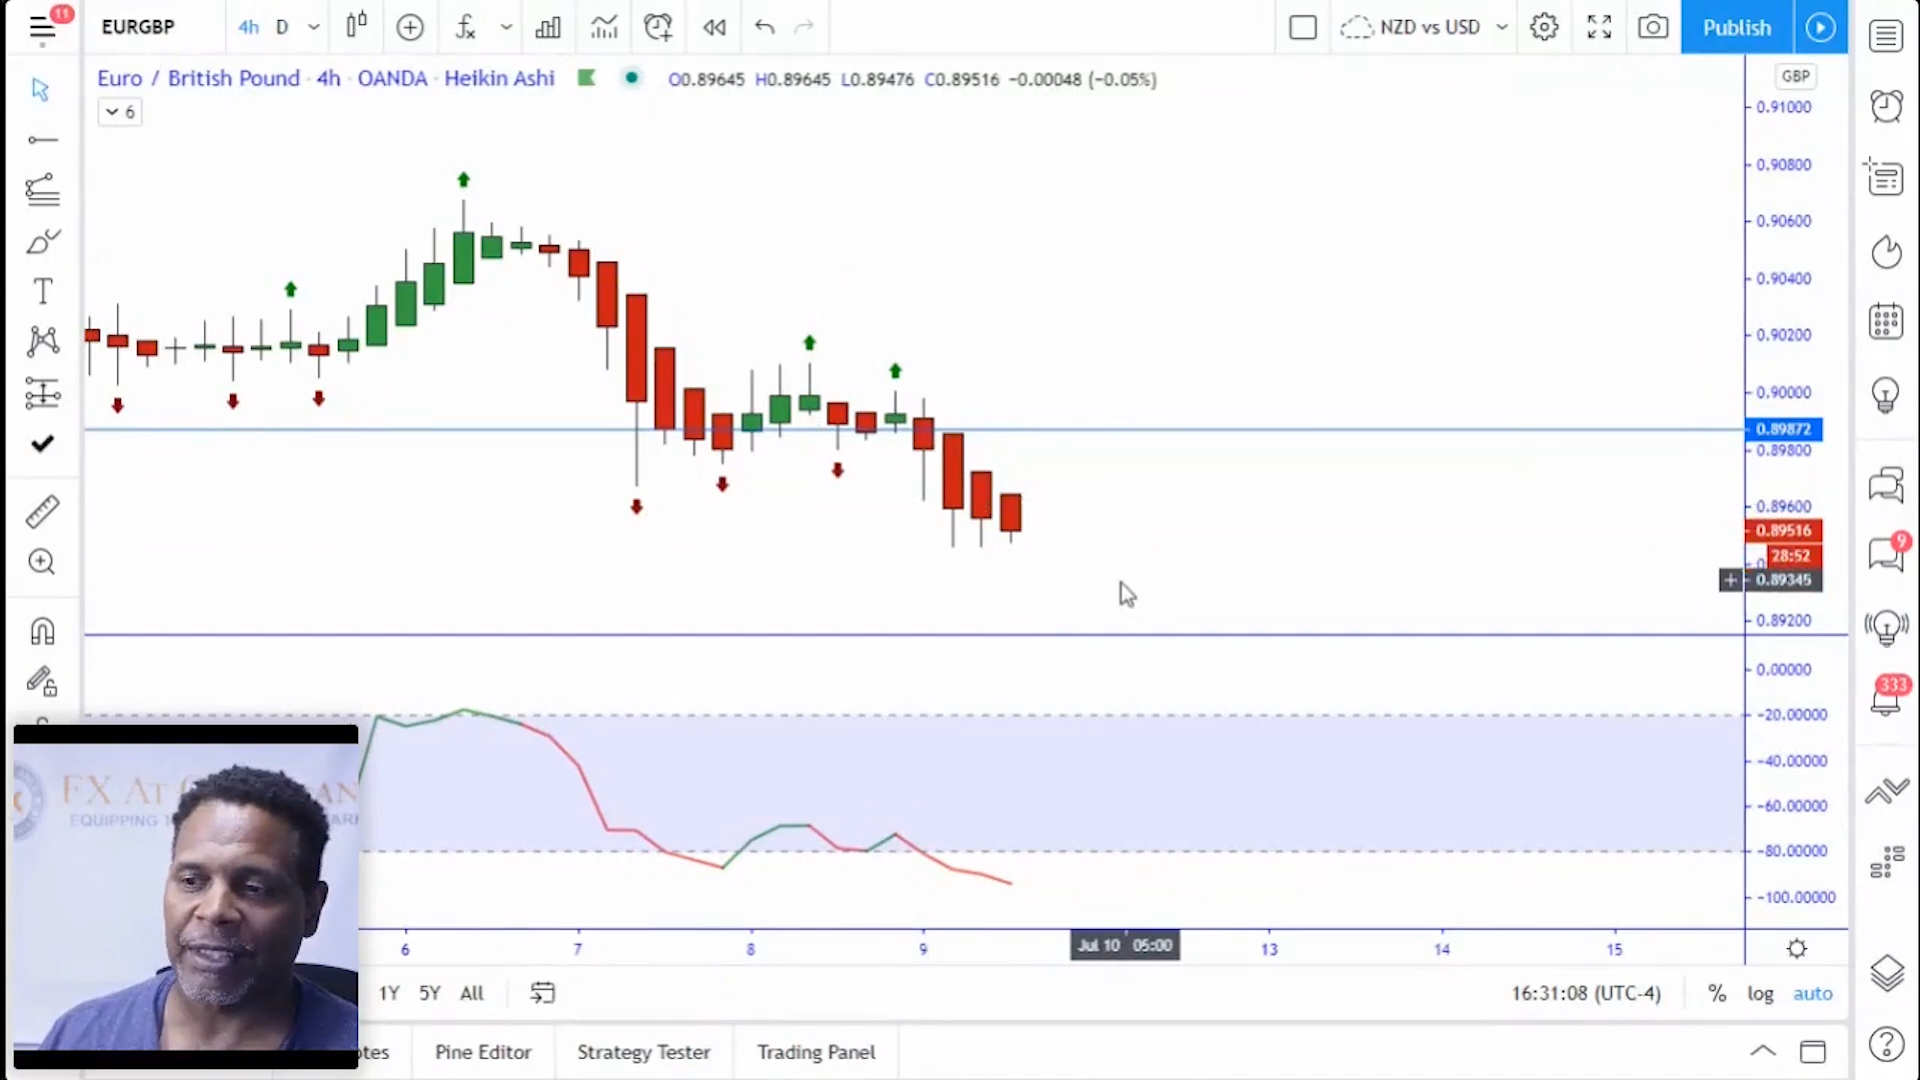 11
EURGBP
4h
D
NZD vs USD
Publish
Euro / British Pound · 4h · OANDA · Heikin Ashi
O0.89645 H0.89645 L0.89476 C0.89516 −0.00048 (−0.05%)
6
GBP
0.91000
0.90800
0.90600
0.90400
0.90200
0.90000
0.89872
0.89800
0.89600
0.89516
28:52
0.89345
0.89200
0.00000
-20.00000
-40.00000
-60.00000
-80.00000
-100.00000
9
333
FX AT
AN
EQUIPPING
6
7
8
9
Jul 10 05:00
13
14
15
1Y
5Y
All
16:31:08 (UTC-4)
%
log
auto
otes
Pine Editor
Strategy Tester
Trading Panel